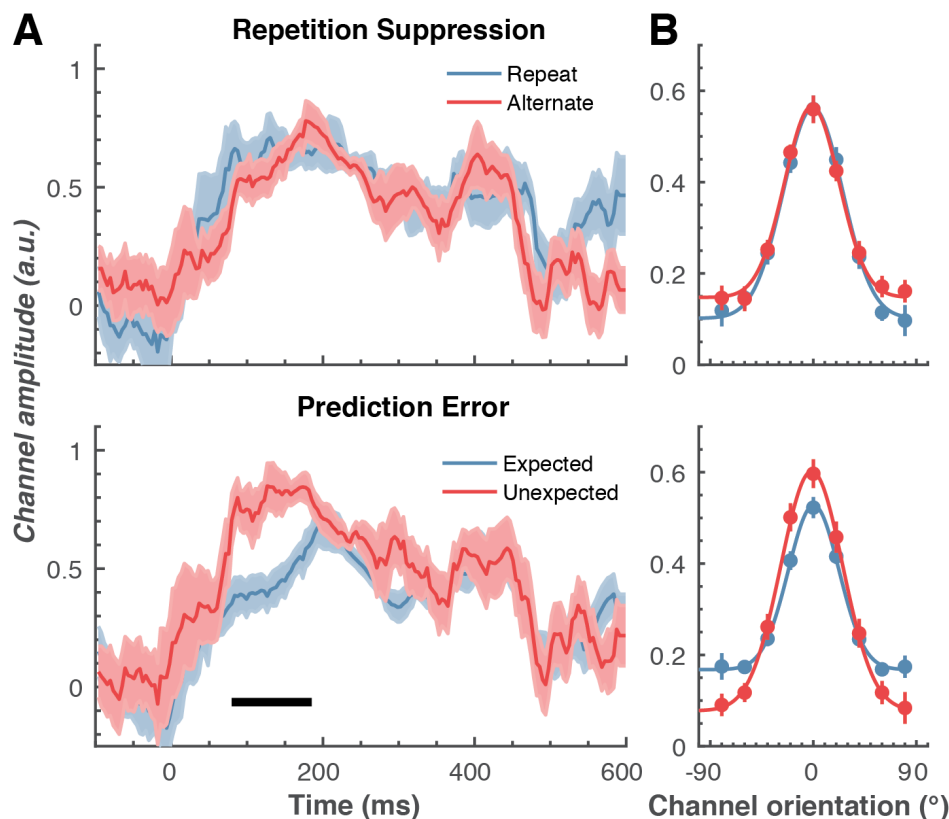 A
Repetition Suppression
B
Repeat
Alternate
1
0.5
0
0.6
0.4
0.2
0
Channel amplitude (a.u.)
Prediction Error
Expected
Unexpected
1
0.5
0
0.6
0.4
0.2
0
0 200 400 600
-90 0 90
Time (ms)
Channel orientation (°)